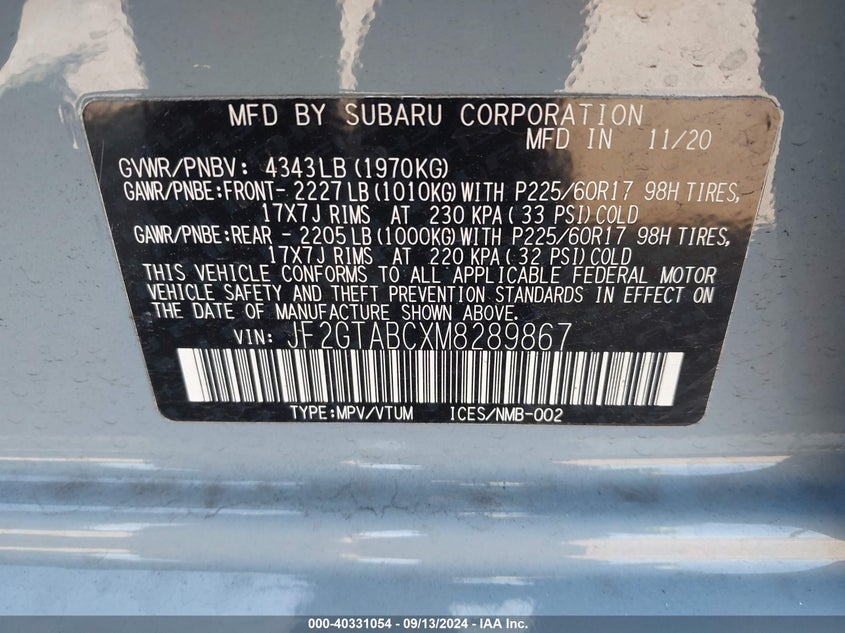 MFD BY SUBARU CORPORATION
MFD IN 11/20
GVWR/PNBV: 4343LB (1970KG)
GAWR/PNBE:FRONT- 2227LB(1010KG)WITH P225/60R17 98H TIRES,
17X7J RIMS AT 230 KPA( 33 PSI)COLD
GAWR/PNBE:REAR - 2205LB(1000KG)WITH P225/60R17 98H TIRES,
17X7J RIMS AT 220 KPA( 32 PSI)COLD
THIS VEHICLE CONFORMS TO ALL APPLICABLE FEDERAL MOTOR
VEHICLE SAFETY AND THEFT PREVENTION STANDARDS IN EFFECT ON
THE DATE OF MANUFACTURE SHOWN ABOVE.
VIN: JF2GTABCXM8289867
TYPE:MPV/VTUM ICES/NMB-002
000-40331054 - 09/13/2024 - IAA Inc.